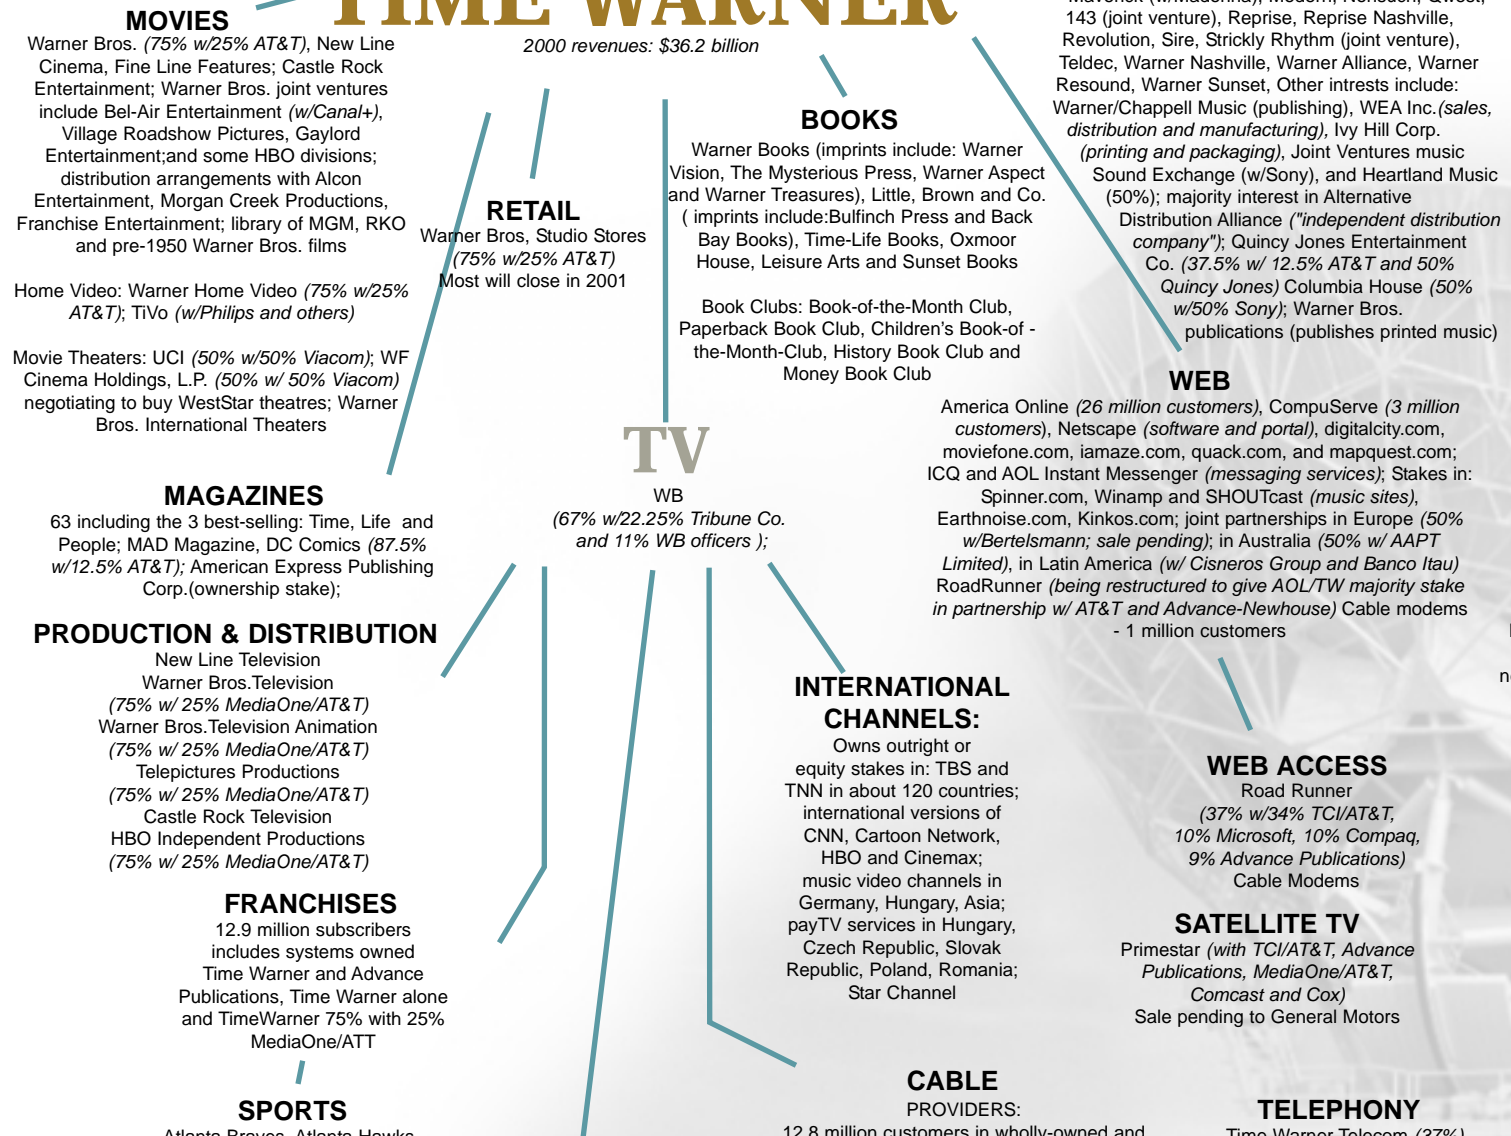 TIME WARNER
2000 revenues: $36.2 billion
MOVIES
Warner Bros. (75% w/25% AT&T), New Line
Cinema, Fine Line Features; Castle Rock
Entertainment; Warner Bros. joint ventures
include Bel-Air Entertainment (w/Canal+),
Village Roadshow Pictures, Gaylord
Entertainment;and some HBO divisions;
distribution arrangements with Alcon
Entertainment, Morgan Creek Productions,
Franchise Entertainment; library of MGM, RKO
and pre-1950 Warner Bros. films
Home Video: Warner Home Video (75% w/25%
AT&T); TiVo (w/Philips and others)
Movie Theaters: UCI (50% w/50% Viacom); WF
Cinema Holdings, L.P. (50% w/ 50% Viacom)
negotiating to buy WestStar theatres; Warner
Bros. International Theaters
RETAIL
Warner Bros, Studio Stores
(75% w/25% AT&T)
Most will close in 2001
BOOKS
Warner Books (imprints include: Warner
Vision, The Mysterious Press, Warner Aspect
and Warner Treasures), Little, Brown and Co.
( imprints include:Bulfinch Press and Back
Bay Books), Time-Life Books, Oxmoor
House, Leisure Arts and Sunset Books
Book Clubs: Book-of-the-Month Club,
Paperback Book Club, Children's Book-of -
the-Month-Club, History Book Club and
Money Book Club
143 (joint venture), Reprise, Reprise Nashville,
Revolution, Sire, Strickly Rhythm (joint venture),
Teldec, Warner Nashville, Warner Alliance, Warner
Resound, Warner Sunset, Other intrests include:
Warner/Chappell Music (publishing), WEA Inc.(sales,
distribution and manufacturing), Ivy Hill Corp.
(printing and packaging), Joint Ventures music
Sound Exchange (w/Sony), and Heartland Music
(50%); majority interest in Alternative
Distribution Alliance ("independent distribution
company"); Quincy Jones Entertainment
Co. (37.5% w/ 12.5% AT&T and 50%
Quincy Jones) Columbia House (50%
w/50% Sony); Warner Bros.
publications (publishes printed music)
WEB
America Online (26 million customers), CompuServe (3 million
customers), Netscape (software and portal), digitalcity.com,
moviefone.com, iamaze.com, quack.com, and mapquest.com;
ICQ and AOL Instant Messenger (messaging services); Stakes in:
Spinner.com, Winamp and SHOUTcast (music sites),
Earthnoise.com, Kinkos.com; joint partnerships in Europe (50%
w/Bertelsmann; sale pending); in Australia (50% w/ AAPT
Limited), in Latin America (w/ Cisneros Group and Banco Itau)
RoadRunner (being restructured to give AOL/TW majority stake
in partnership w/ AT&T and Advance-Newhouse) Cable modems
- 1 million customers
TV
WB
(67% w/22.25% Tribune Co.
and 11% WB officers );
MAGAZINES
63 including the 3 best-selling: Time, Life and
People; MAD Magazine, DC Comics (87.5%
w/12.5% AT&T); American Express Publishing
Corp.(ownership stake);
PRODUCTION & DISTRIBUTION
New Line Television
Warner Bros.Television
(75% w/ 25% MediaOne/AT&T)
Warner Bros.Television Animation
(75% w/ 25% MediaOne/AT&T)
Telepictures Productions
(75% w/ 25% MediaOne/AT&T)
Castle Rock Television
HBO Independent Productions
(75% w/ 25% MediaOne/AT&T)
FRANCHISES
12.9 million subscribers
includes systems owned
Time Warner and Advance
Publications, Time Warner alone
and TimeWarner 75% with 25%
MediaOne/ATT
SPORTS
Atlanta Braves, Atlanta Hawks
INTERNATIONAL
CHANNELS:
Owns outright or
equity stakes in: TBS and
TNN in about 120 countries;
international versions of
CNN, Cartoon Network,
HBO and Cinemax;
music video channels in
Germany, Hungary, Asia;
payTV services in Hungary,
Czech Republic, Slovak
Republic, Poland, Romania;
Star Channel
CABLE
PROVIDERS:
12.8 million customers in wholly-owned and
WEB ACCESS
Road Runner
(37% w/34% TCI/AT&T,
10% Microsoft, 10% Compaq,
9% Advance Publications)
Cable Modems
SATELLITE TV
Primestar (with TCI/AT&T, Advance
Publications, MediaOne/AT&T,
Comcast and Cox)
Sale pending to General Motors
TELEPHONY
Time Warner Telecom (37%)